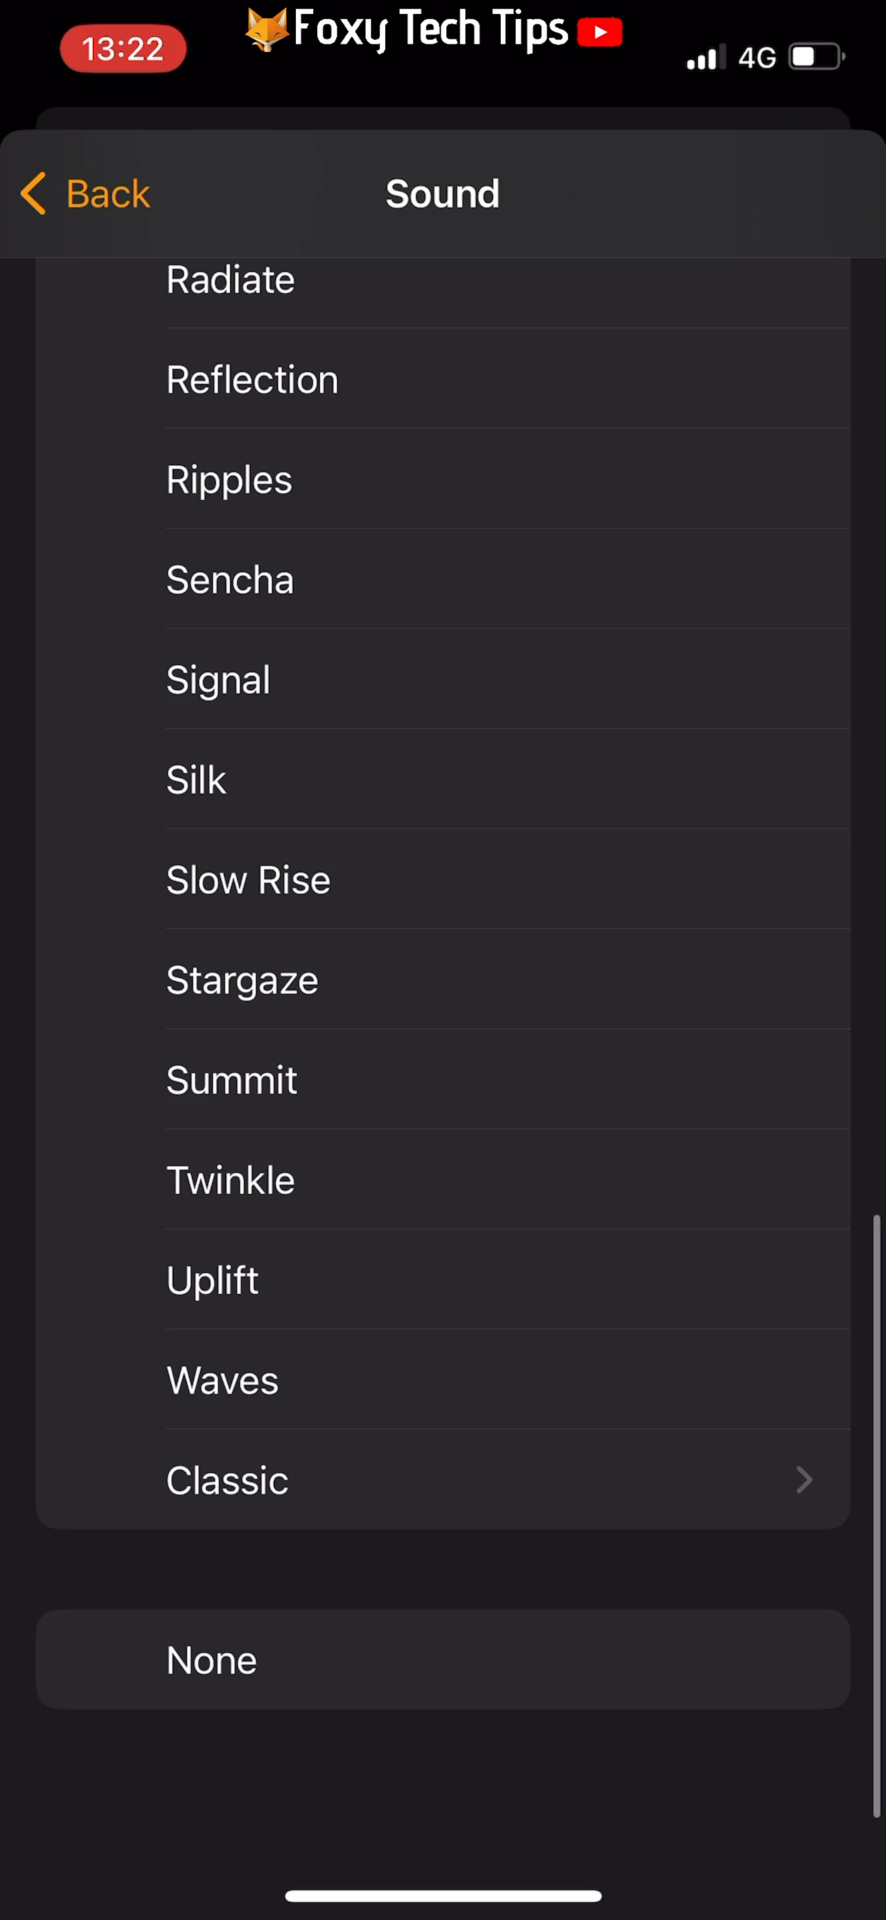 13:22
Foxy Tech Tips
4G
Back
Sound
Radiate
Reflection
Ripples
Sencha
Signal
Silk
Slow Rise
Stargaze
Summit
Twinkle
Uplift
Waves
Classic
None